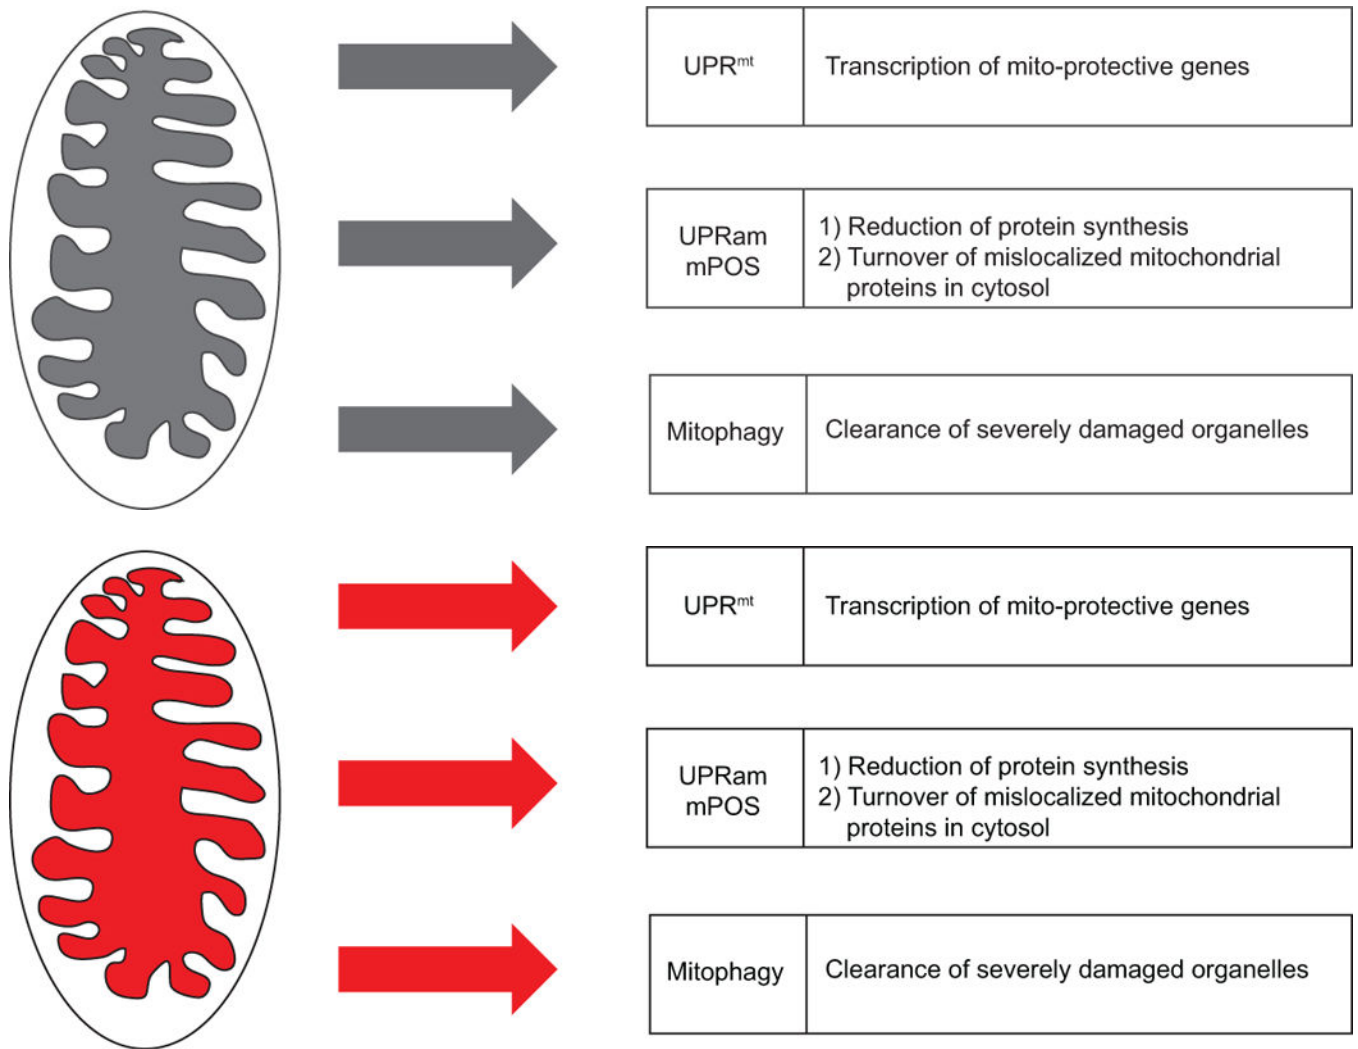 UPRmt
Transcription of mito-protective genes
UPRam
mPOS
1) Reduction of protein synthesis
2) Turnover of mislocalized mitochondrial
proteins in cytosol
Mitophagy
Clearance of severely damaged organelles
UPRmt
Transcription of mito-protective genes
UPRam
mPOS
1) Reduction of protein synthesis
2) Turnover of mislocalized mitochondrial
proteins in cytosol
Mitophagy
Clearance of severely damaged organelles